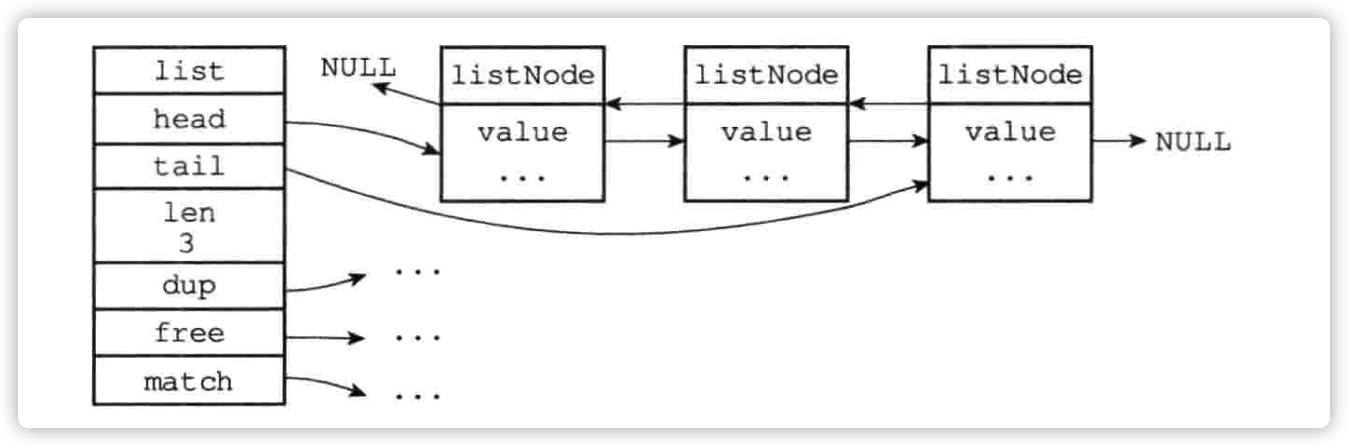 list
head
tail
len
3
dup
free
match
NULL
listNode
value
...
listNode
value
...
listNode
value
...
NULL
...
...
...